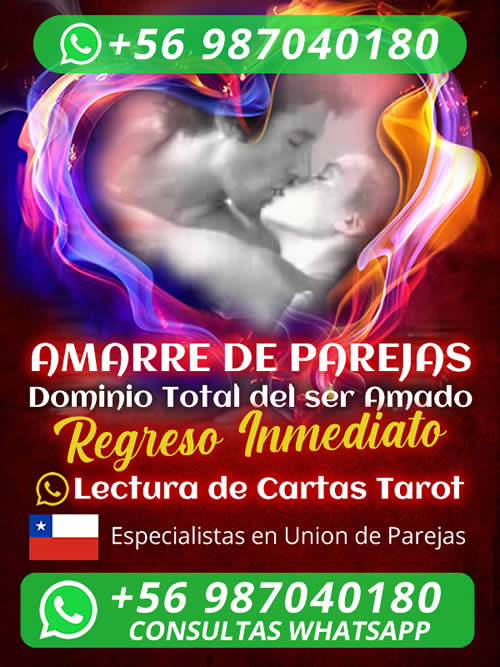 +56 987040180
AMARRE DE PAREJAS
Dominio Total del ser Amado
Regreso Inmediato
Lectura de Cartas Tarot
Especialistas en Union de Parejas
+56 987040180
CONSULTAS WHATSAPP